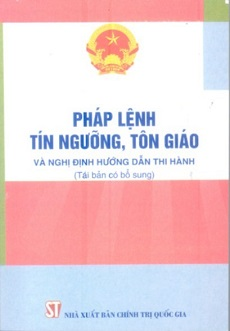 PHÁP LỆNH
TÍN NGƯỠNG, TÔN GIÁO
VÀ NGHỊ ĐỊNH HƯỚNG DẪN THI HÀNH
(Tái bản có bổ sung)
ST NHÀ XUẤT BẢN CHÍNH TRỊ QUỐC GIA